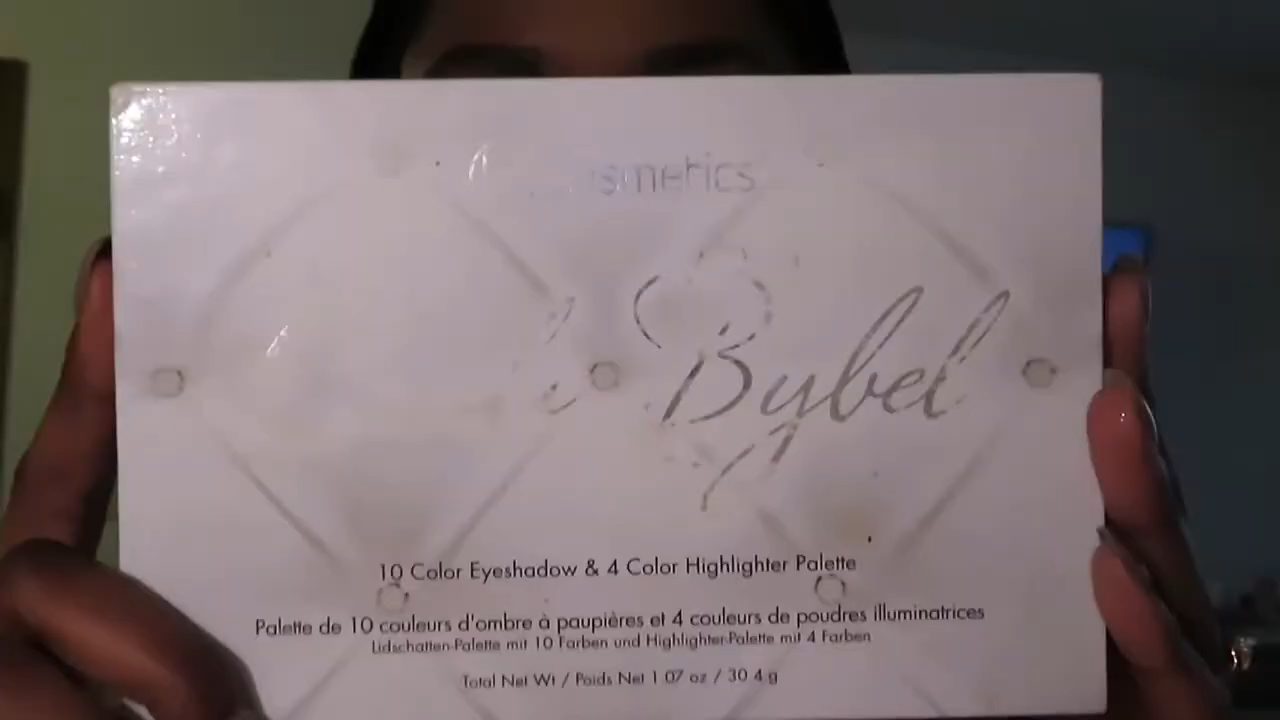 Bybel
10 Color Eyeshadow & 4 Color Highlighter Palette
Palette de 10 couleurs d'ombre à paupières et 4 couleurs de poudres illuminatrices
Lidschatten-Palette mit 10 Farben und Highlighter-Palette mit 4 Farben
Total Net Wt / Poids Net 1.07 oz / 30.4 g